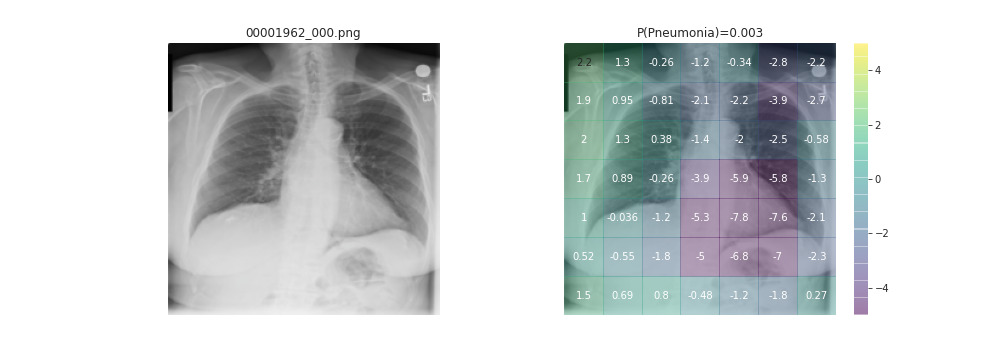 00001962_000.png
P(Pneumonia)=0.003
2.2 1.3 -0.26 -1.2 -0.34 -2.8 -2.2
1.9 0.95 -0.81 -2.1 -2.2 -3.9 -2.7
2 1.3 0.38 -1.4 -2 -2.5 -0.58
1.7 0.89 -0.26 -3.9 -5.9 -5.8 -1.3
1 -0.036 -1.2 -5.3 -7.8 -7.6 -2.1
0.52 -0.55 -1.8 -5 -6.8 -7 -2.3
1.5 0.69 0.8 -0.48 -1.2 -1.8 0.27
4
2
0
−2
−4
L
L